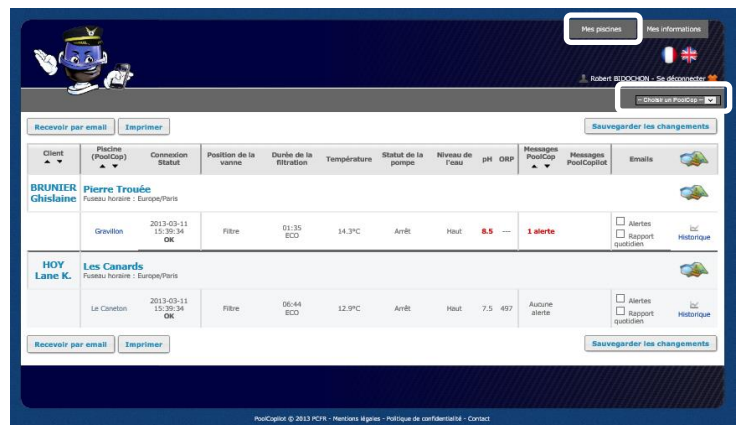 Mes piscines Mes informations
Robert BIDOCHON - Se déconnecter
-- Choisir un PoolCop --
Recevoir par email Imprimer Sauvegarder les changements
Client Piscine (PoolCop) Connexion Statut Position de la vanne Durée de la filtration Température Statut de la pompe Niveau de l'eau pH ORP Messages PoolCop Messages PoolCopilot Emails
BRUNIER Ghislaine
Pierre Trouée
Fuseau horaire : Europe/Paris
Gravillon 2013-03-11 15:39:34 OK Filtre 01:35 ECO 14.3°C Arrêt Haut 8.5 --- 1 alerte Alertes Rapport quotidien Historique
HOY Lane K.
Les Canards
Fuseau horaire : Europe/Paris
Le Caneton 2013-03-11 15:39:34 OK Filtre 06:44 ECO 12.9°C Arrêt Haut 7.5 497 Aucune alerte Alertes Rapport quotidien Historique
Recevoir par email Imprimer Sauvegarder les changements
PoolCopilot © 2013 PCFR - Mentions légales - Politique de confidentialité - Contact